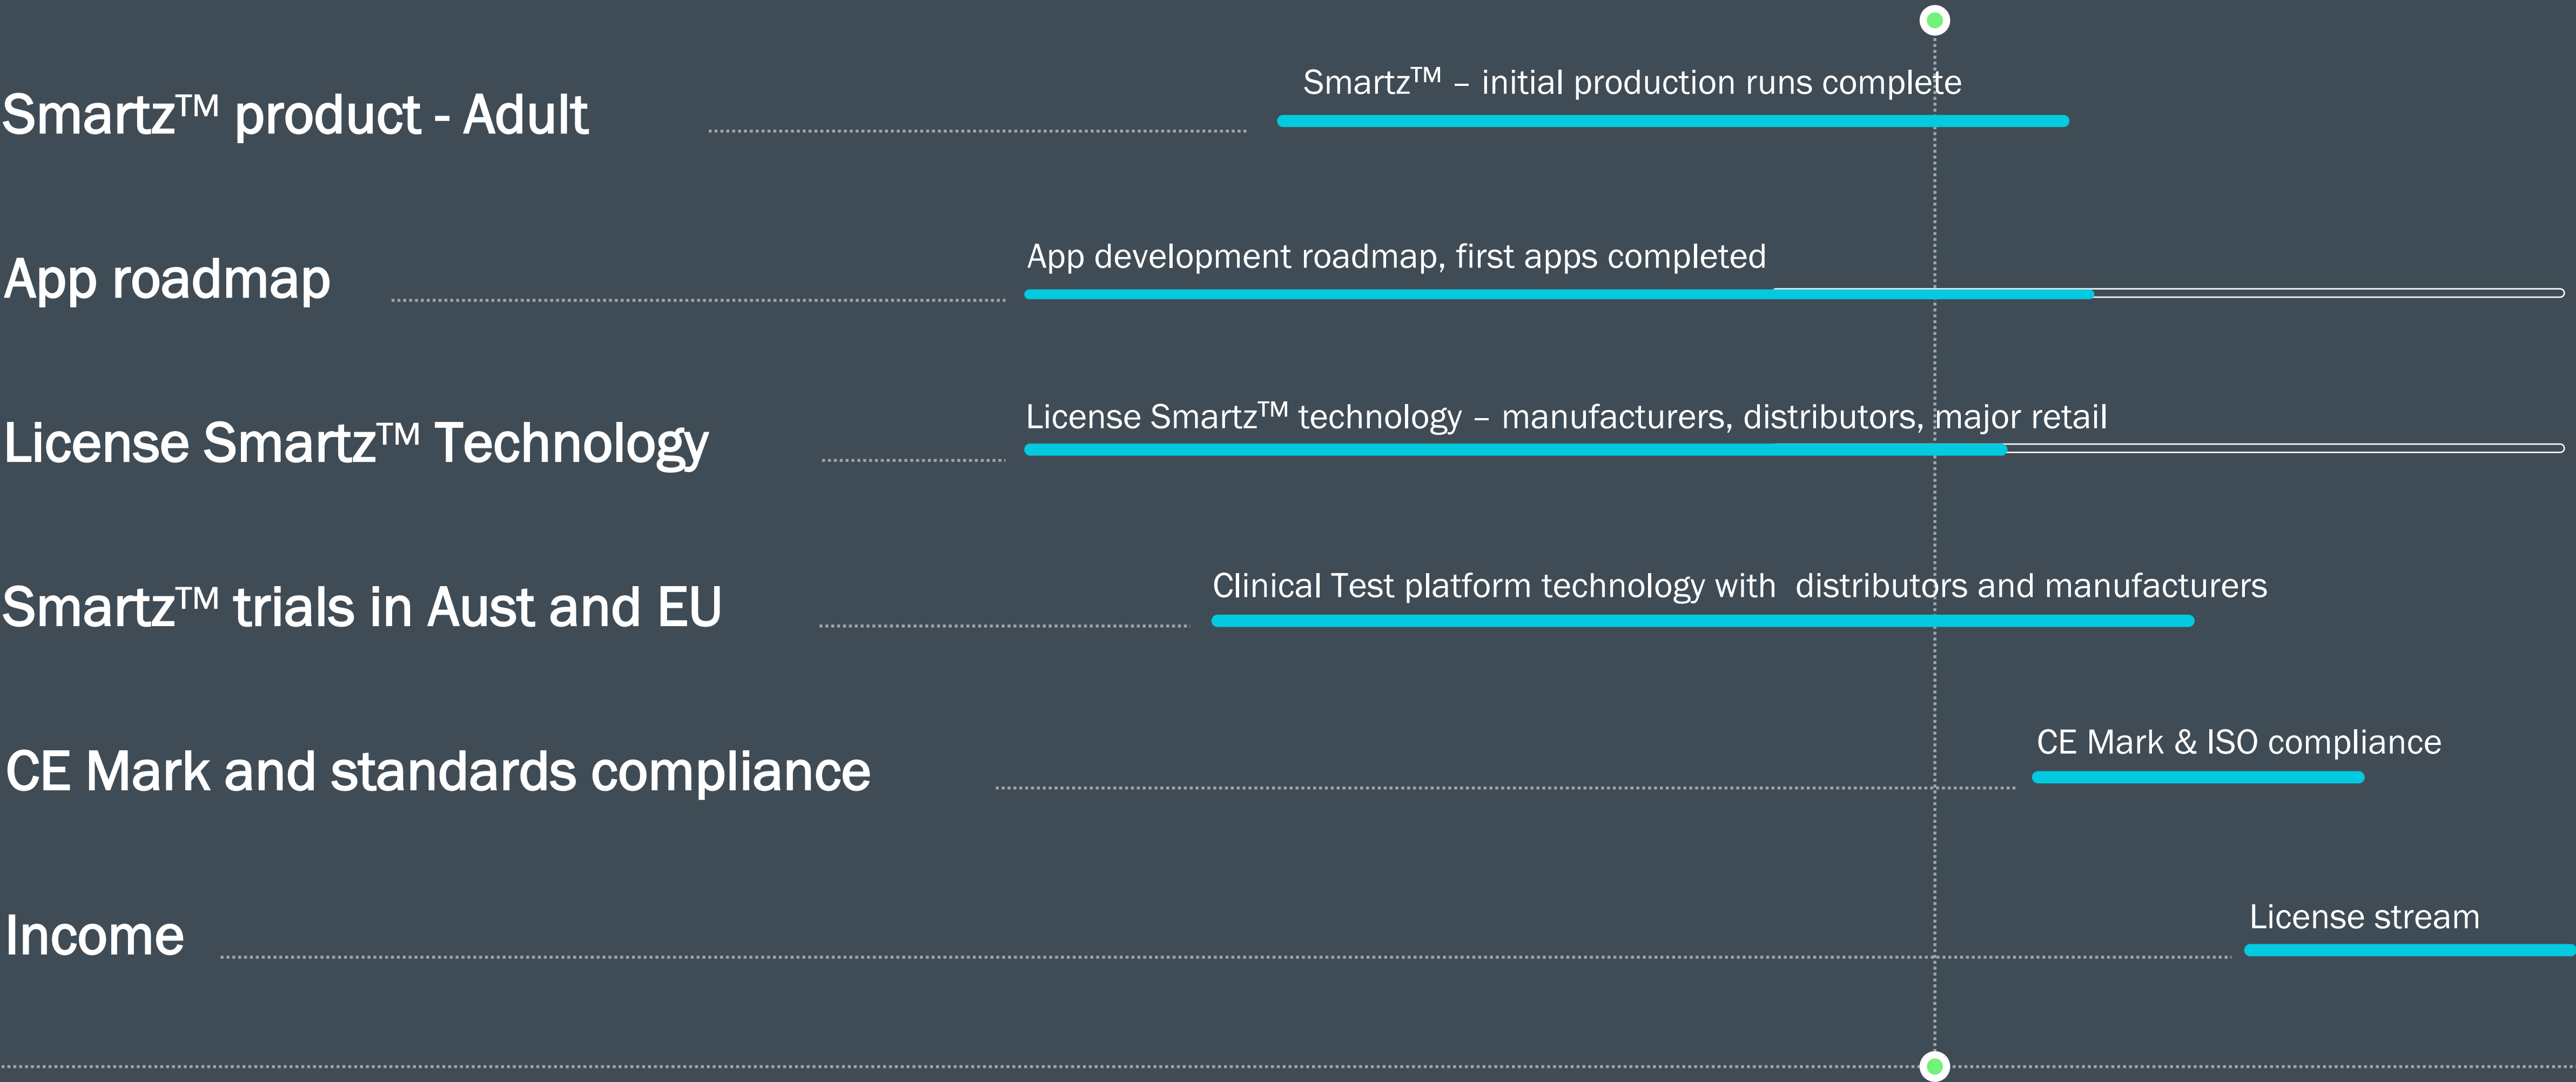 Smartz™ – initial production runs complete
Smartz™ product - Adult
App development roadmap, first apps completed
App roadmap
License Smartz™ technology – manufacturers, distributors, major retail
License Smartz™ Technology
Clinical Test platform technology with  distributors and manufacturers
Smartz™ trials in Aust and EU
CE Mark & ISO compliance
CE Mark and standards compliance
License stream
Income